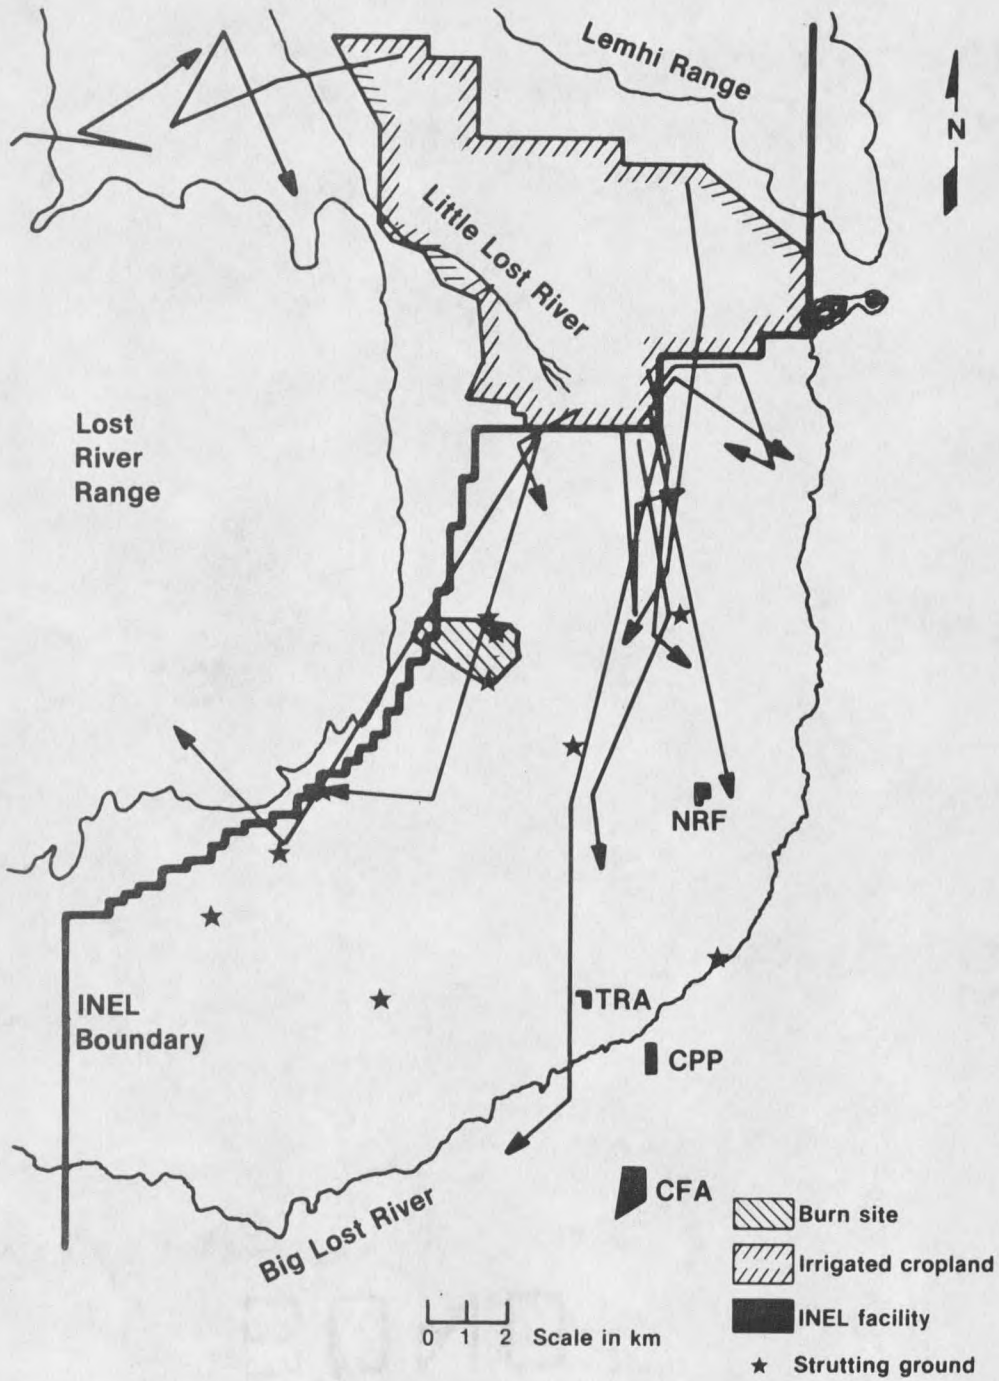 Lemhi Range
N
Little Lost River
Lost
River
Range
NRF
INEL
Boundary
TRA
CPP
CFA
Big Lost River
Burn site
Irrigated cropland
INEL facility
Strutting ground
0 1 2 Scale in km